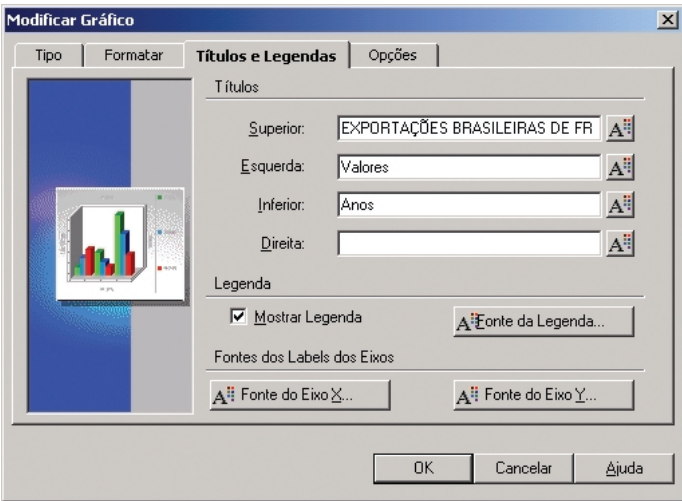 Modificar Gráfico
Tipo Formatar Títulos e Legendas Opções
Títulos
Superior: EXPORTAÇÕES BRASILEIRAS DE FR
Esquerda: Valores
Inferior: Anos
Direita:
Legenda
Mostrar Legenda Fonte da Legenda...
Fontes dos Labels dos Eixos
Fonte do Eixo X... Fonte do Eixo Y...
OK Cancelar Ajuda